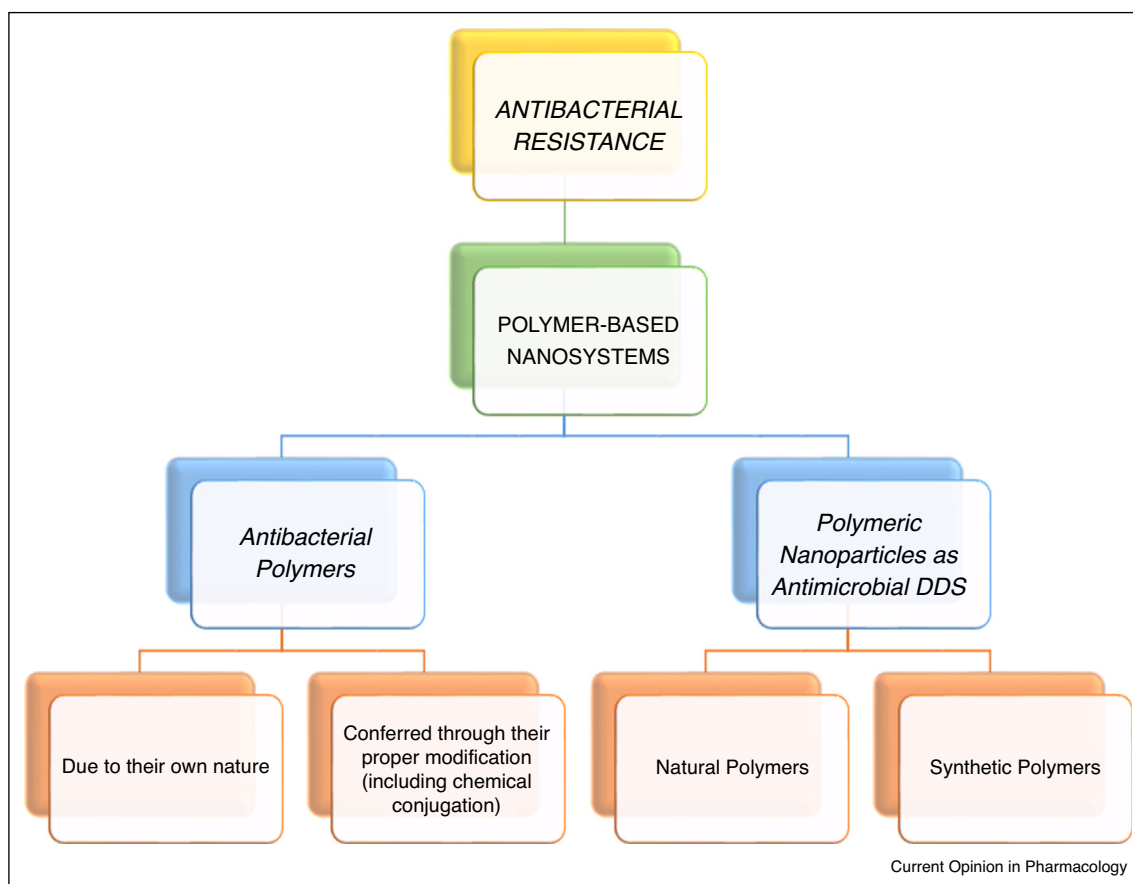 ANTIBACTERIAL
RESISTANCE
POLYMER-BASED
NANOSYSTEMS
Antibacterial
Polymers
Polymeric
Nanoparticles as
Antimicrobial DDS
Due to their own nature
Conferred through their
proper modification
(including chemical
conjugation)
Natural Polymers
Synthetic Polymers
Current Opinion in Pharmacology